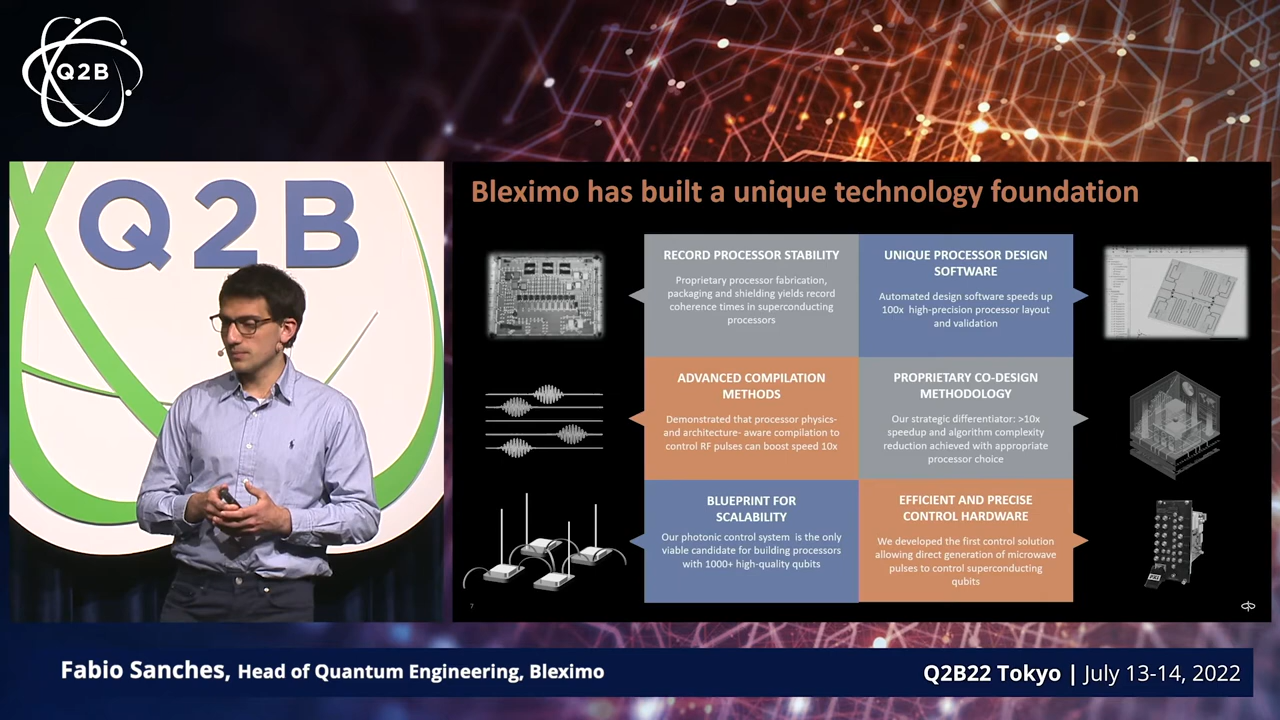 Q2B
Q2B
Bleximo has built a unique technology foundation
RECORD PROCESSOR STABILITY
Proprietary processor fabrication,
packaging and shielding yields record
coherence times in superconducting
processors
UNIQUE PROCESSOR DESIGN
SOFTWARE
Automated design software speeds up
100x high-precision processor layout
and validation
ADVANCED COMPILATION
METHODS
Demonstrated that processor physics-
and architecture- aware compilation to
control RF pulses can boost speed 10x
PROPRIETARY CO-DESIGN
METHODOLOGY
Our strategic differentiator: >10x
speedup and algorithm complexity
reduction achieved with appropriate
processor choice
BLUEPRINT FOR
SCALABILITY
Our photonic control system is the only
viable candidate for building processors
with 1000+ high-quality qubits
EFFICIENT AND PRECISE
CONTROL HARDWARE
We developed the first control solution
allowing direct generation of microwave
pulses to control superconducting
qubits
7
Fabio Sanches, Head of Quantum Engineering, Bleximo
Q2B22 Tokyo | July 13-14, 2022